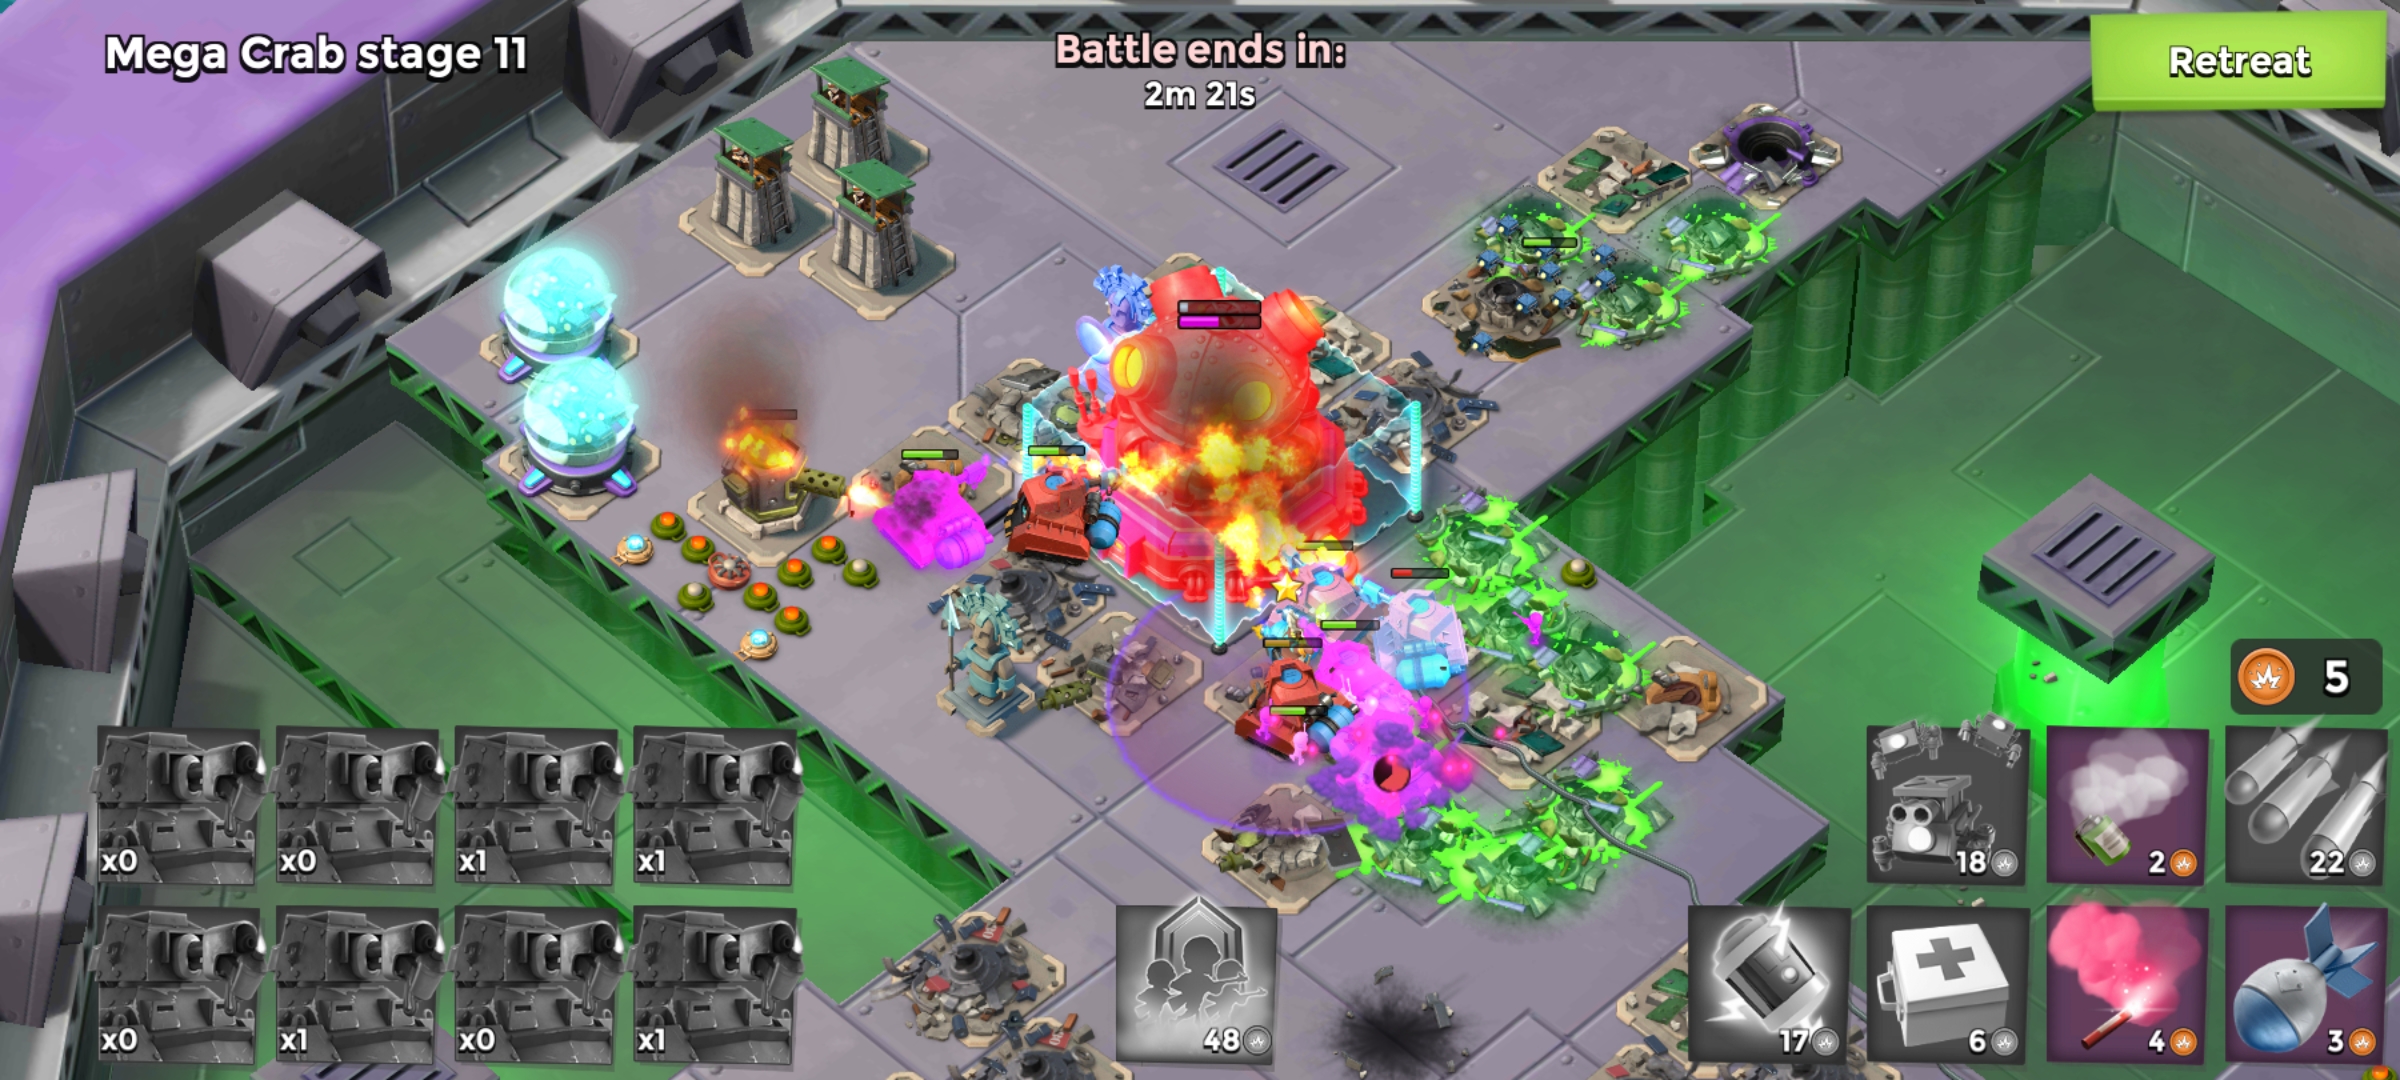 Mega Crab stage 11
Battle ends in:
2m 21s
Retreat
5
x0
x0
x1
x1
18
2
22
x0
x1
x0
x1
48
17
6
4
3